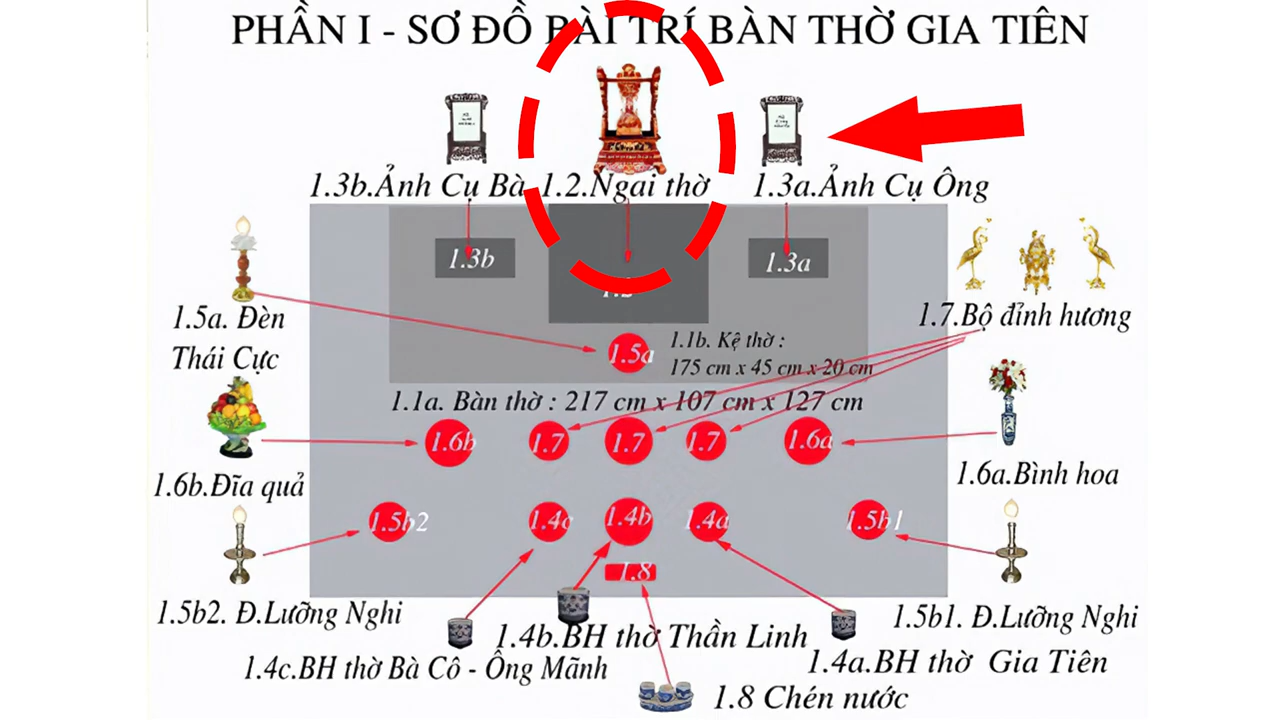 PHẦN I - SƠ ĐỒ BÀI TRÍ BÀN THỜ GIA TIÊN
1.3b.Ảnh Cụ Bà
1.2.Ngai thờ
1.3a.Ảnh Cụ Ông
1.3b
1.3a
1.5a. Đèn
Thái Cực
1.7.Bộ đỉnh hương
1.5a
1.1b. Kệ thờ :
175 cm x 45 cm x 20 cm
1.1a. Bàn thờ : 217 cm x 107 cm x 127 cm
1.6b
1.7
1.7
1.7
1.6a
1.6b.Đĩa quả
1.6a.Bình hoa
1.5b2
1.4c
1.4b
1.4a
1.5b1
1.8
1.5b2. Đ.Lưỡng Nghi
1.5b1. Đ.Lưỡng Nghi
1.4b.BH thờ Thần Linh
1.4c.BH thờ Bà Cô - Ông Mãnh
1.4a.BH thờ Gia Tiên
1.8 Chén nước